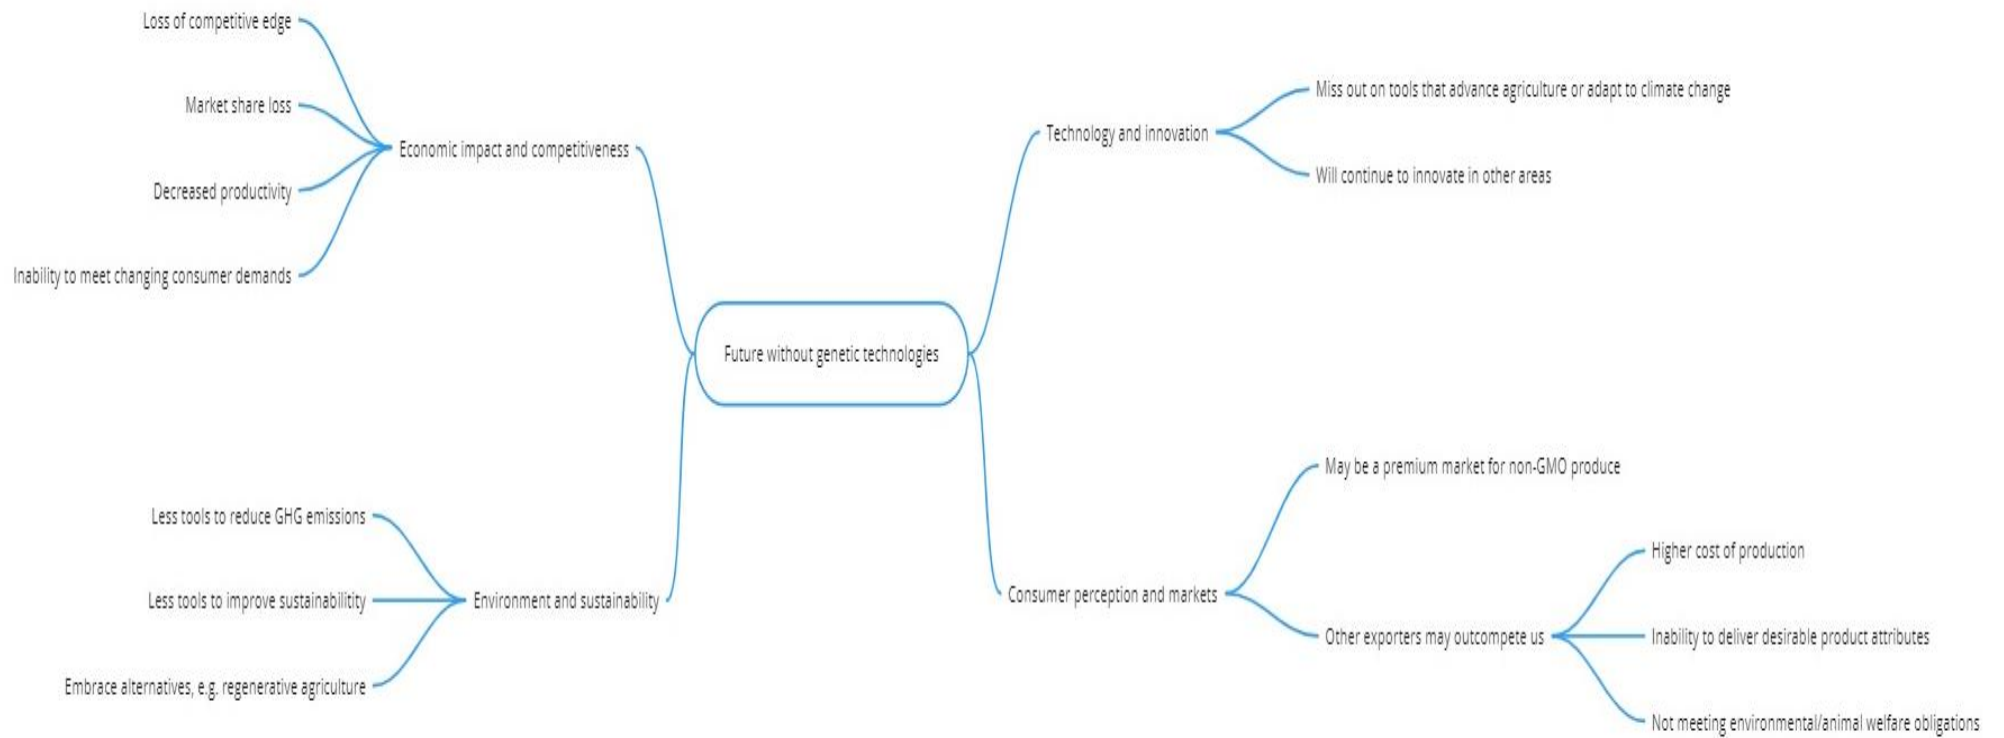 Loss of competitive edge
Market share loss
Decreased productivity
Inability to meet changing consumer demands
Economic impact and competitiveness
Less tools to reduce GHG emissions
Less tools to improve sustainabilitity
Embrace alternatives, e.g. regenerative agriculture
Environment and sustainability
Future without genetic technologies
Technology and innovation
Miss out on tools that advance agriculture or adapt to climate change
Will continue to innovate in other areas
Consumer perception and markets
May be a premium market for non-GMO produce
Other exporters may outcompete us
Higher cost of production
Inability to deliver desirable product attributes
Not meeting environmental/animal welfare obligations